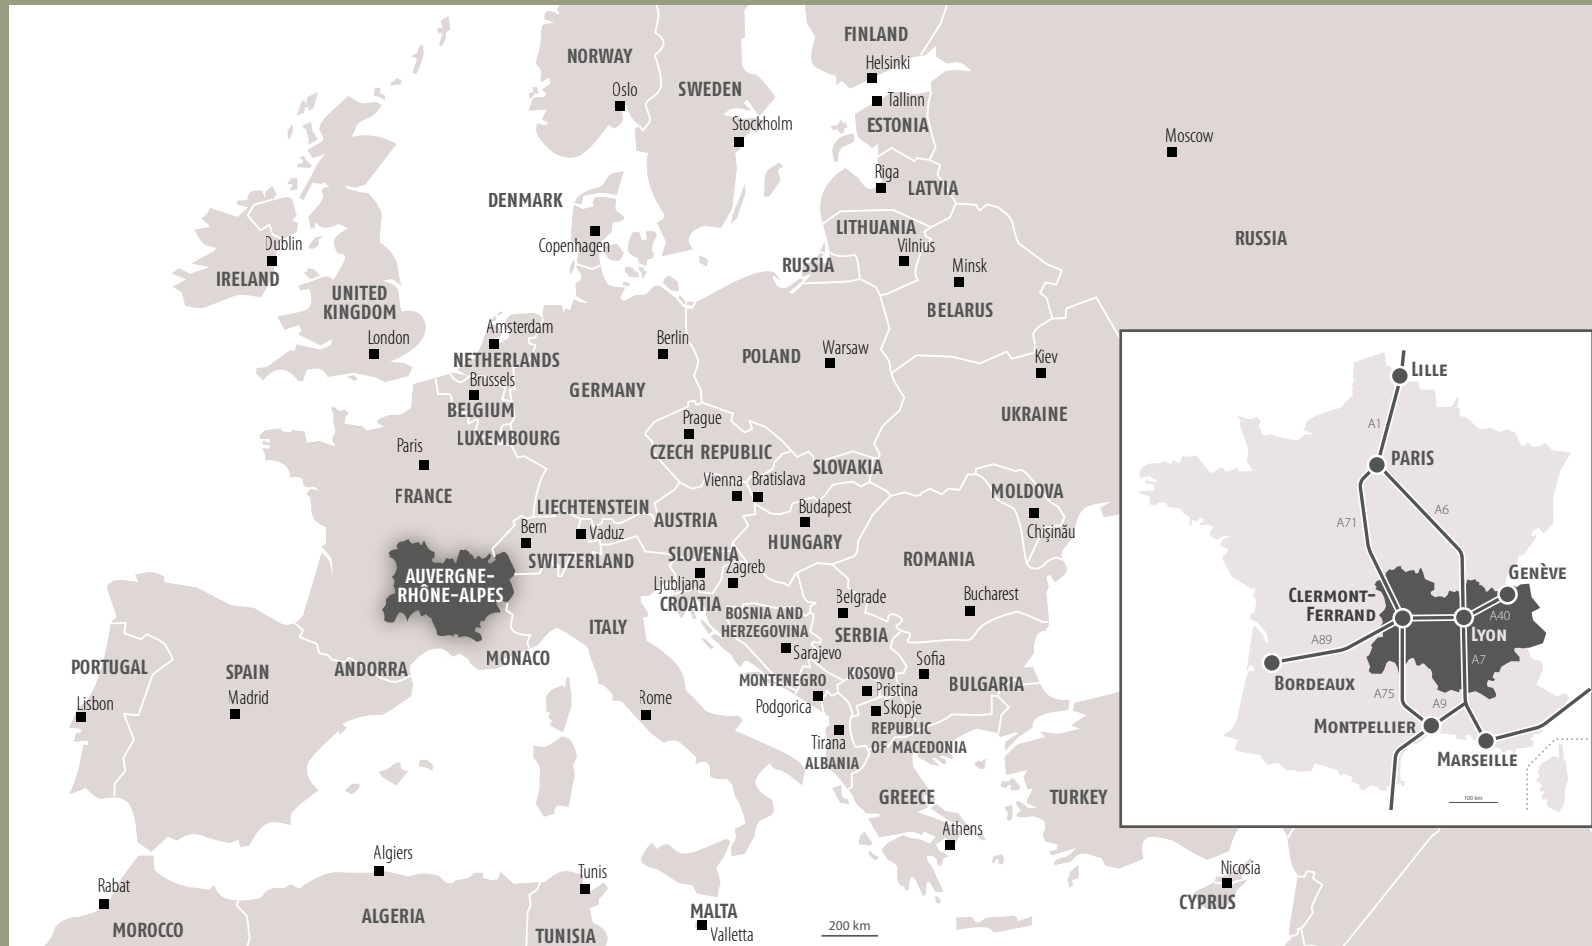 FINLAND
NORWAY
Helsinki
Oslo
SWEDEN
Tallinn
ESTONIA
Stockholm
Moscow
Riga
LATVIA
DENMARK
LITHUANIA
Copenhagen
Vilnius
RUSSIA
Dublin
IRELAND
RUSSIA
Minsk
BELARUS
UNITED
KINGDOM
London
Amsterdam
NETHERLANDS
Berlin
POLAND
Warsaw
Kiev
Brussels
BELGIUM
GERMANY
UKRAINE
LUXEMBOURG
Prague
CZECH REPUBLIC
Paris
FRANCE
SLOVAKIA
Vienna
Bratislava
MOLDOVA
Chișinău
LIECHTENSTEIN
Vaduz
AUSTRIA
Budapest
HUNGARY
Bern
SWITZERLAND
SLOVENIA
Ljubljana
Zagreb
CROATIA
ROMANIA
Bucharest
AUVERGNE-
RHÔNE-ALPES
BOSNIA AND
HERZEGOVINA
Sarajevo
Belgrade
SERBIA
ITALY
MONACO
ANDORRA
PORTUGAL
Lisbon
SPAIN
Madrid
Rome
MONTENEGRO
Podgorica
KOSOVO
Pristina
Skopje
Sofia
BULGARIA
REPUBLIC
OF MACEDONIA
Tirana
ALBANIA
GREECE
Athens
TURKEY
Algiers
ALGERIA
Tunis
TUNISIA
Rabat
MOROCCO
MALTA
Valletta
200 km
Nicosia
CYPRUS
LILLE
A1
PARIS
A71
A6
GENÈVE
CLERMONT-
FERRAND
A40
LYON
A89
A7
BORDEAUX
A75
A9
MONTPELLIER
MARSEILLE
100 km